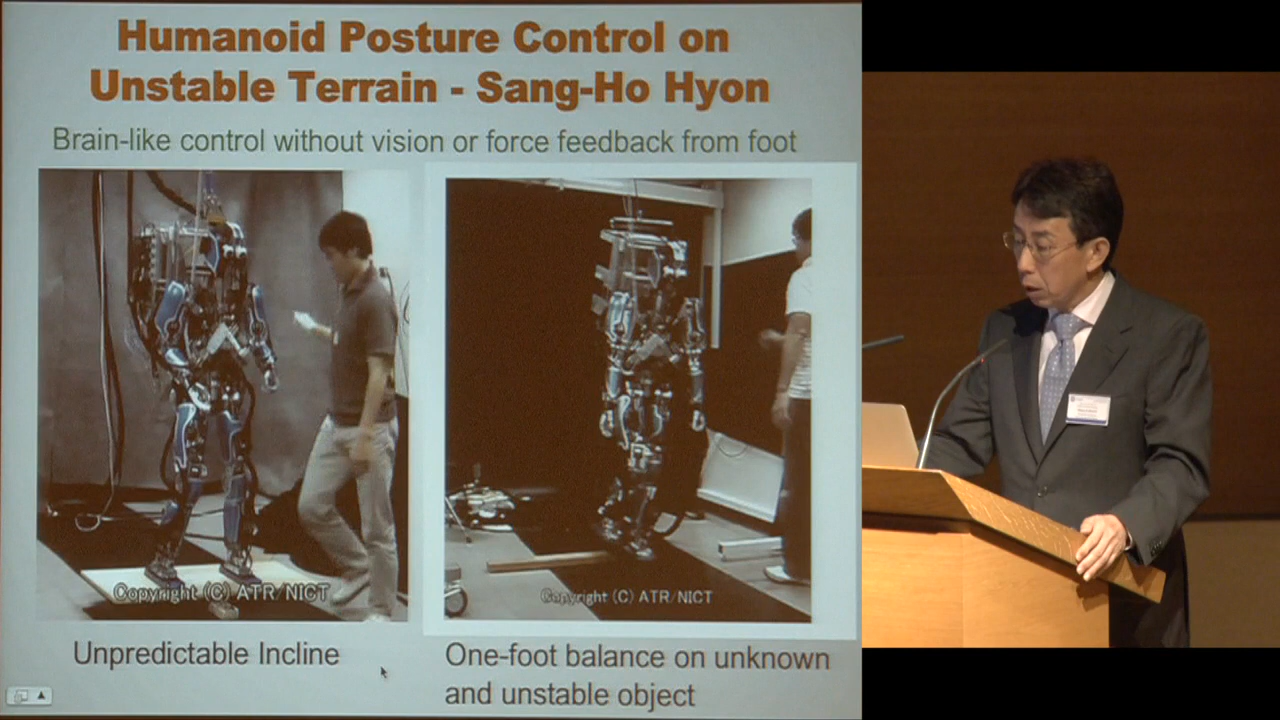 Humanoid Posture Control on
Unstable Terrain - Sang-Ho Hyon
Brain-like control without vision or force feedback from foot
Copyright (C) ATR/NICT
Copyright (C) ATR/NICT
Unpredictable Incline
One-foot balance on unknown
and unstable object